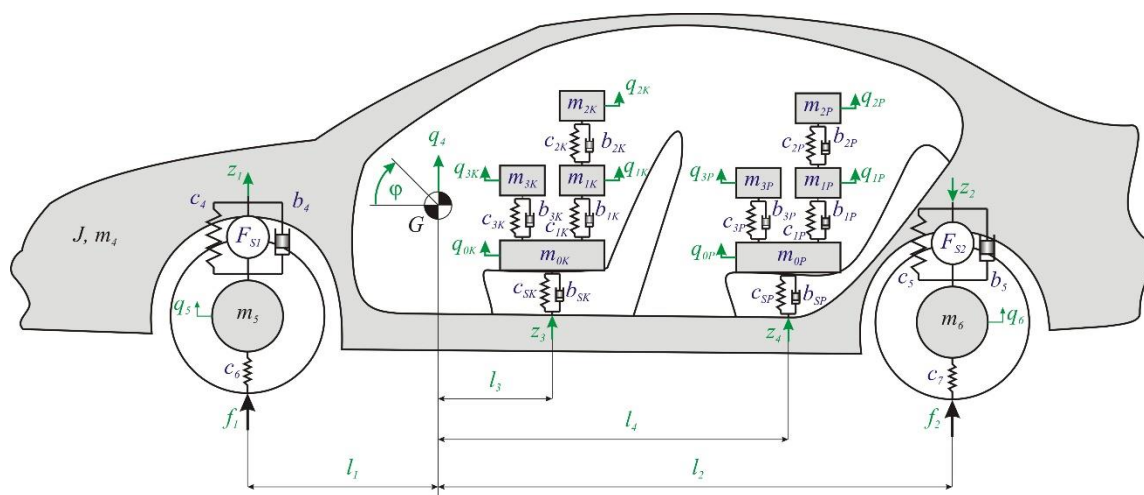 q2K
q2P
m2K
m2P
c2K
b2K
c2P
b2P
q4
q3K
q1K
q3P
q1P
z1
m3K
m1K
m3P
m1P
z2
φ
c4
b4
G
c3K
b3K
c1K
b1K
c3P
b3P
c1P
b1P
J, m4
FS1
FS2
q0K
m0K
q0P
m0P
c5
b5
cSK
bSK
cSP
bSP
q5
m5
m6
q6
z3
z4
c6
c7
l3
f1
l4
f2
l1
l2